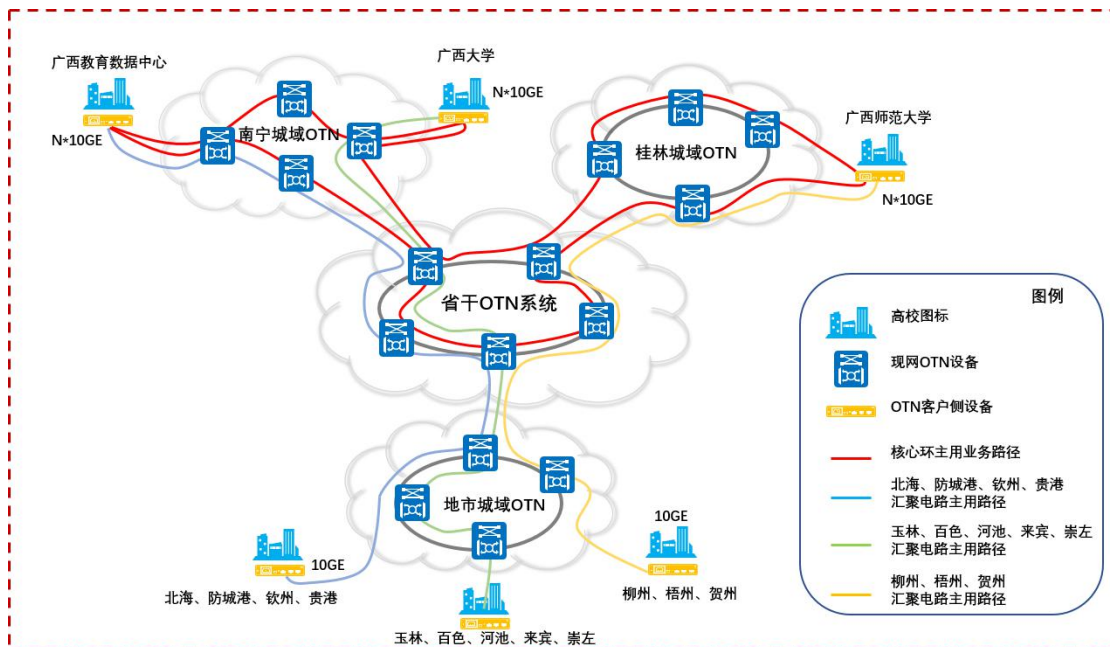 广西教育数据中心
N*10GE
南宁城域OTN
广西大学
N*10GE
桂林城域OTN
广西师范大学
N*10GE
省干OTN系统
地市城域OTN
10GE
北海、防城港、钦州、贵港
玉林、百色、河池、来宾、崇左
10GE
柳州、梧州、贺州
图例
高校图标
现网OTN设备
OTN客户侧设备
核心环主用业务路径
北海、防城港、钦州、贵港
汇聚电路主用路径
玉林、百色、河池、来宾、崇左
汇聚电路主用路径
柳州、梧州、贺州
汇聚电路主用路径